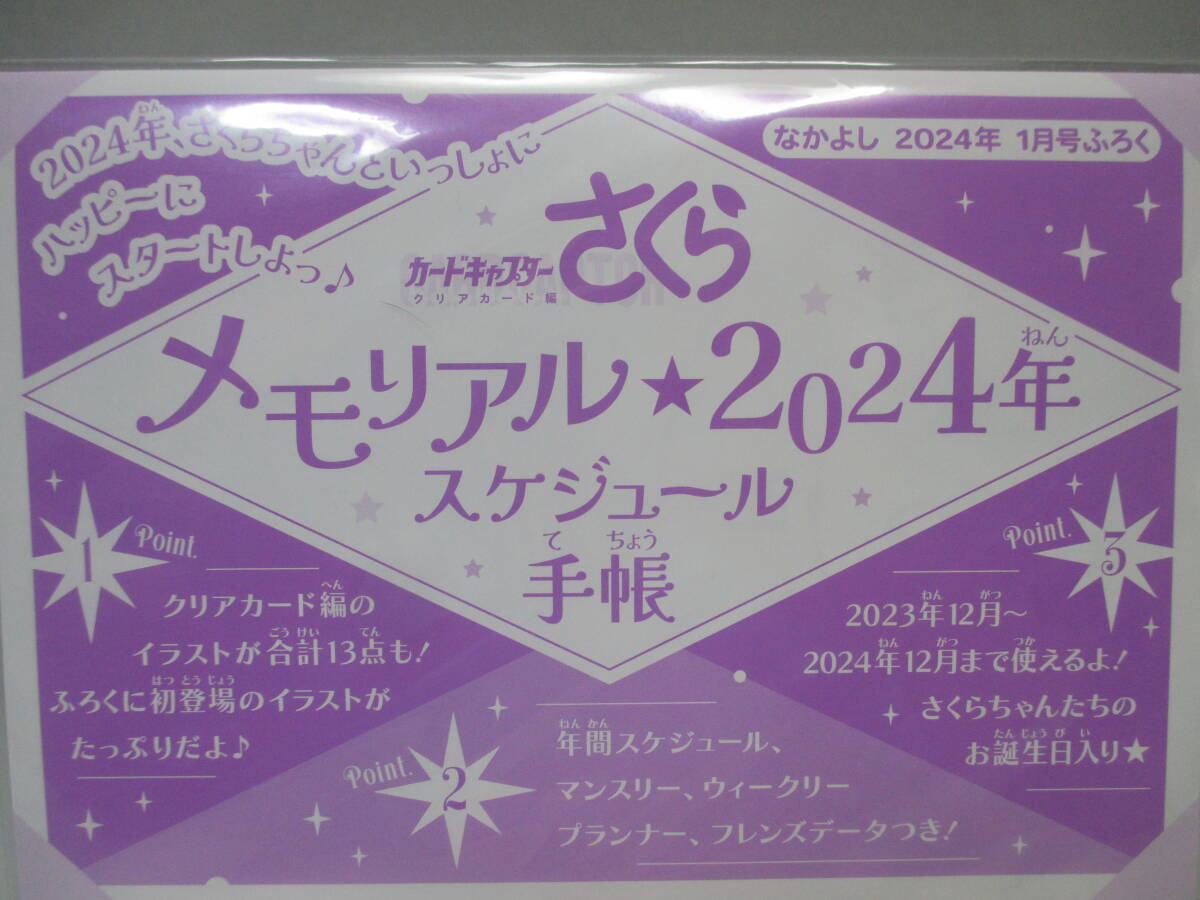 2024年、さくらちゃんといっしょに
ハッピーに
スタートしよっ♪
なかよし 2024年 1月号ふろく
カードキャプターさくら
クリアカード編
メモリアル★2024年
ねん
スケジュール
てちょう
手帳
1 Point.
クリアカード編の
イラストが合計13点も!
ふろくに初登場のイラストが
たっぷりだよ♪
Point. 2
年間スケジュール、
マンスリー、ウィークリー
プランナー、フレンズデータつき!
Point. 3
2023年12月〜
2024年12月まで使えるよ!
さくらちゃんたちの
お誕生日入り★